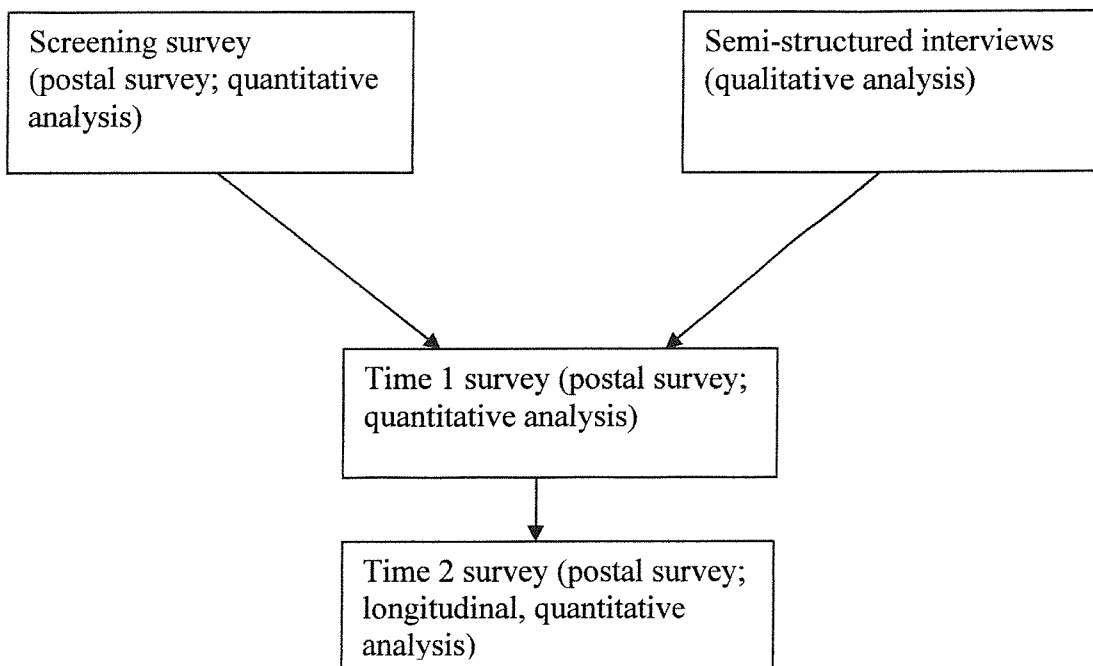 Screening survey
(postal survey; quantitative
analysis)
Semi-structured interviews
(qualitative analysis)
Time 1 survey (postal survey;
quantitative analysis)
Time 2 survey (postal survey;
longitudinal, quantitative
analysis)